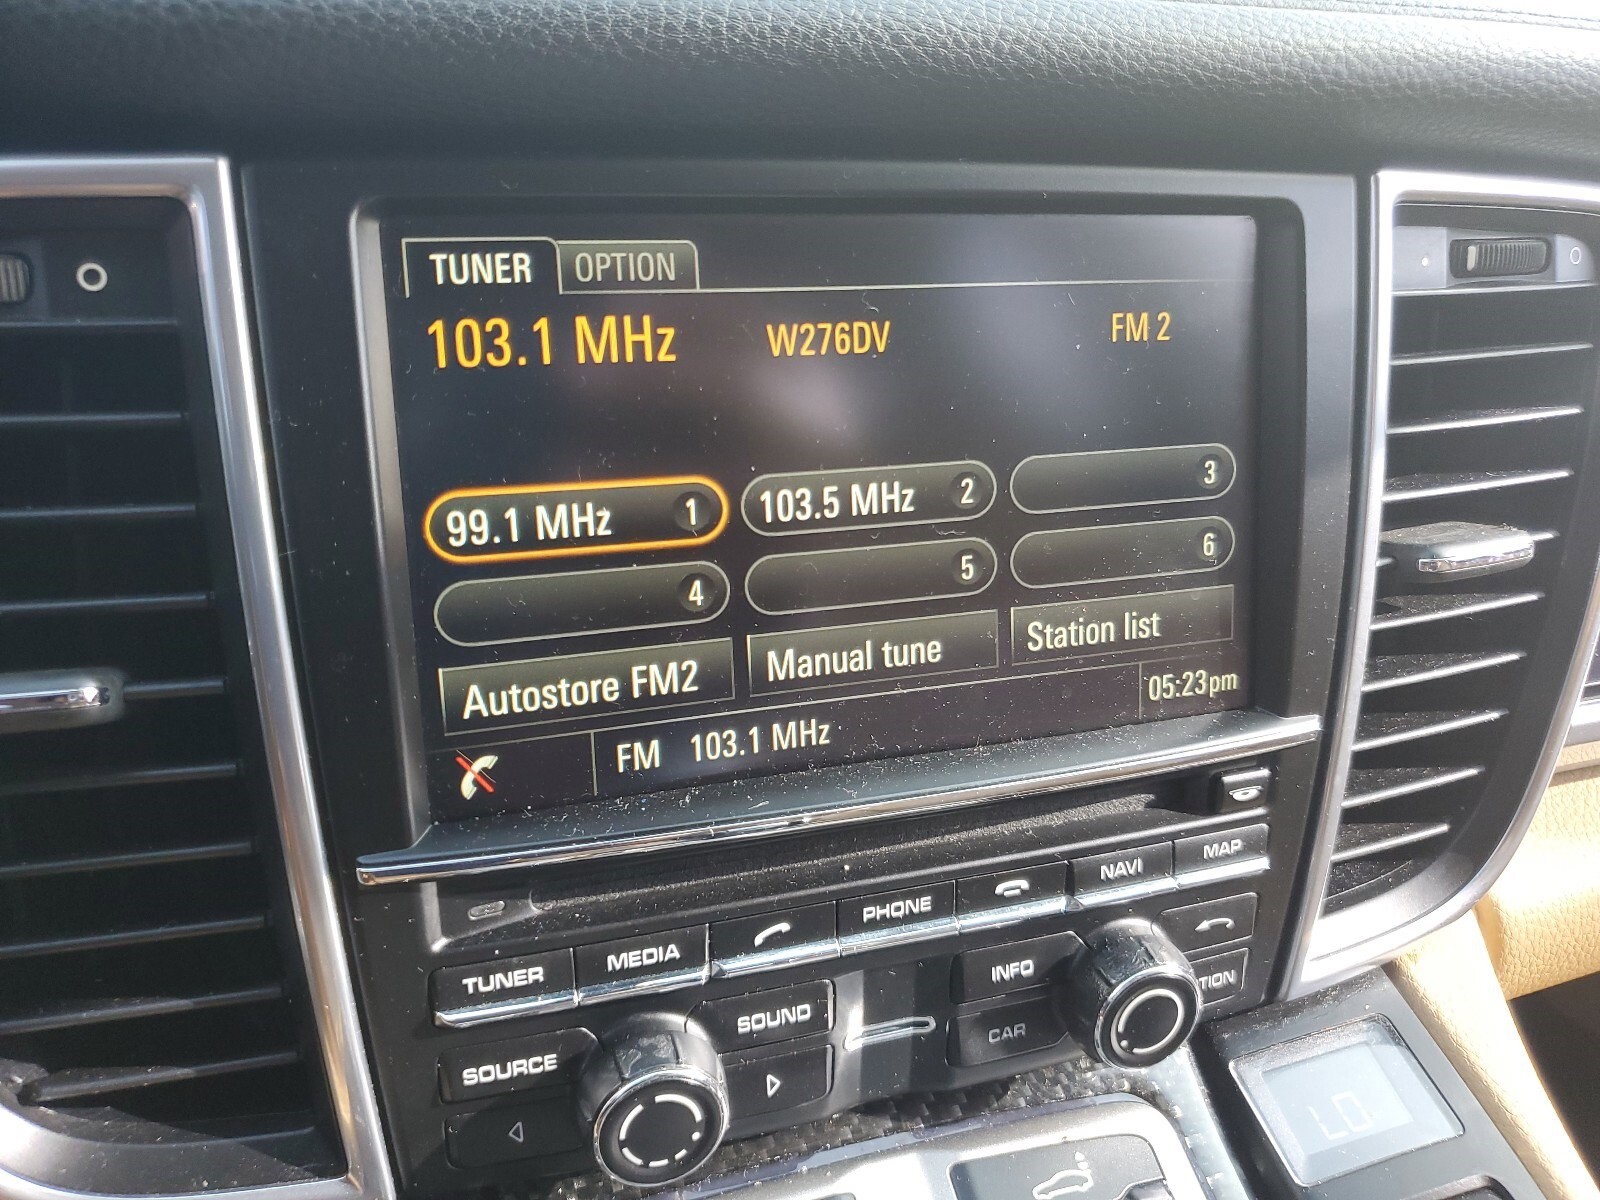 TUNER OPTION
103.1 MHz W276DV FM 2
99.1 MHz 1 103.5 MHz 2 3
4 5 6
Autostore FM2 Manual tune Station list
FM 103.1 MHz 05:23pm
TUNER MEDIA PHONE NAVI MAP
SOURCE SOUND INFO
CAR TION
LO